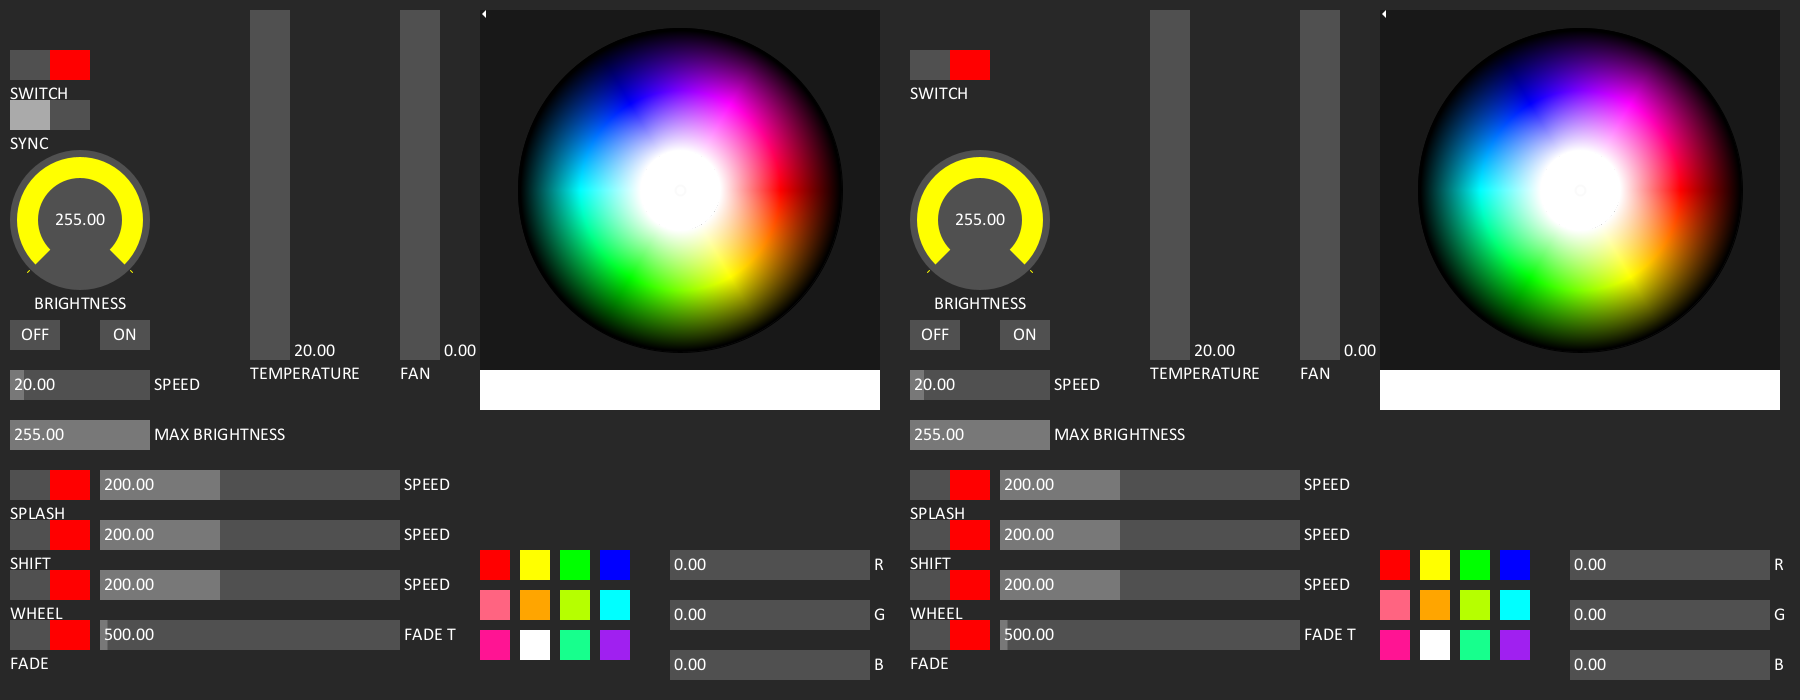 SWITCH
SYNC
255.00
BRIGHTNESS
OFF ON
20.00 SPEED
255.00 MAX BRIGHTNESS
20.00
TEMPERATURE
0.00
FAN
200.00 SPEED
SPLASH
200.00 SPEED
SHIFT
200.00 SPEED
WHEEL
500.00 FADE T
FADE
0.00 R
0.00 G
0.00 B
SWITCH
255.00
BRIGHTNESS
OFF ON
20.00 SPEED
255.00 MAX BRIGHTNESS
20.00
TEMPERATURE
0.00
FAN
200.00 SPEED
SPLASH
200.00 SPEED
SHIFT
200.00 SPEED
WHEEL
500.00 FADE T
FADE
0.00 R
0.00 G
0.00 B